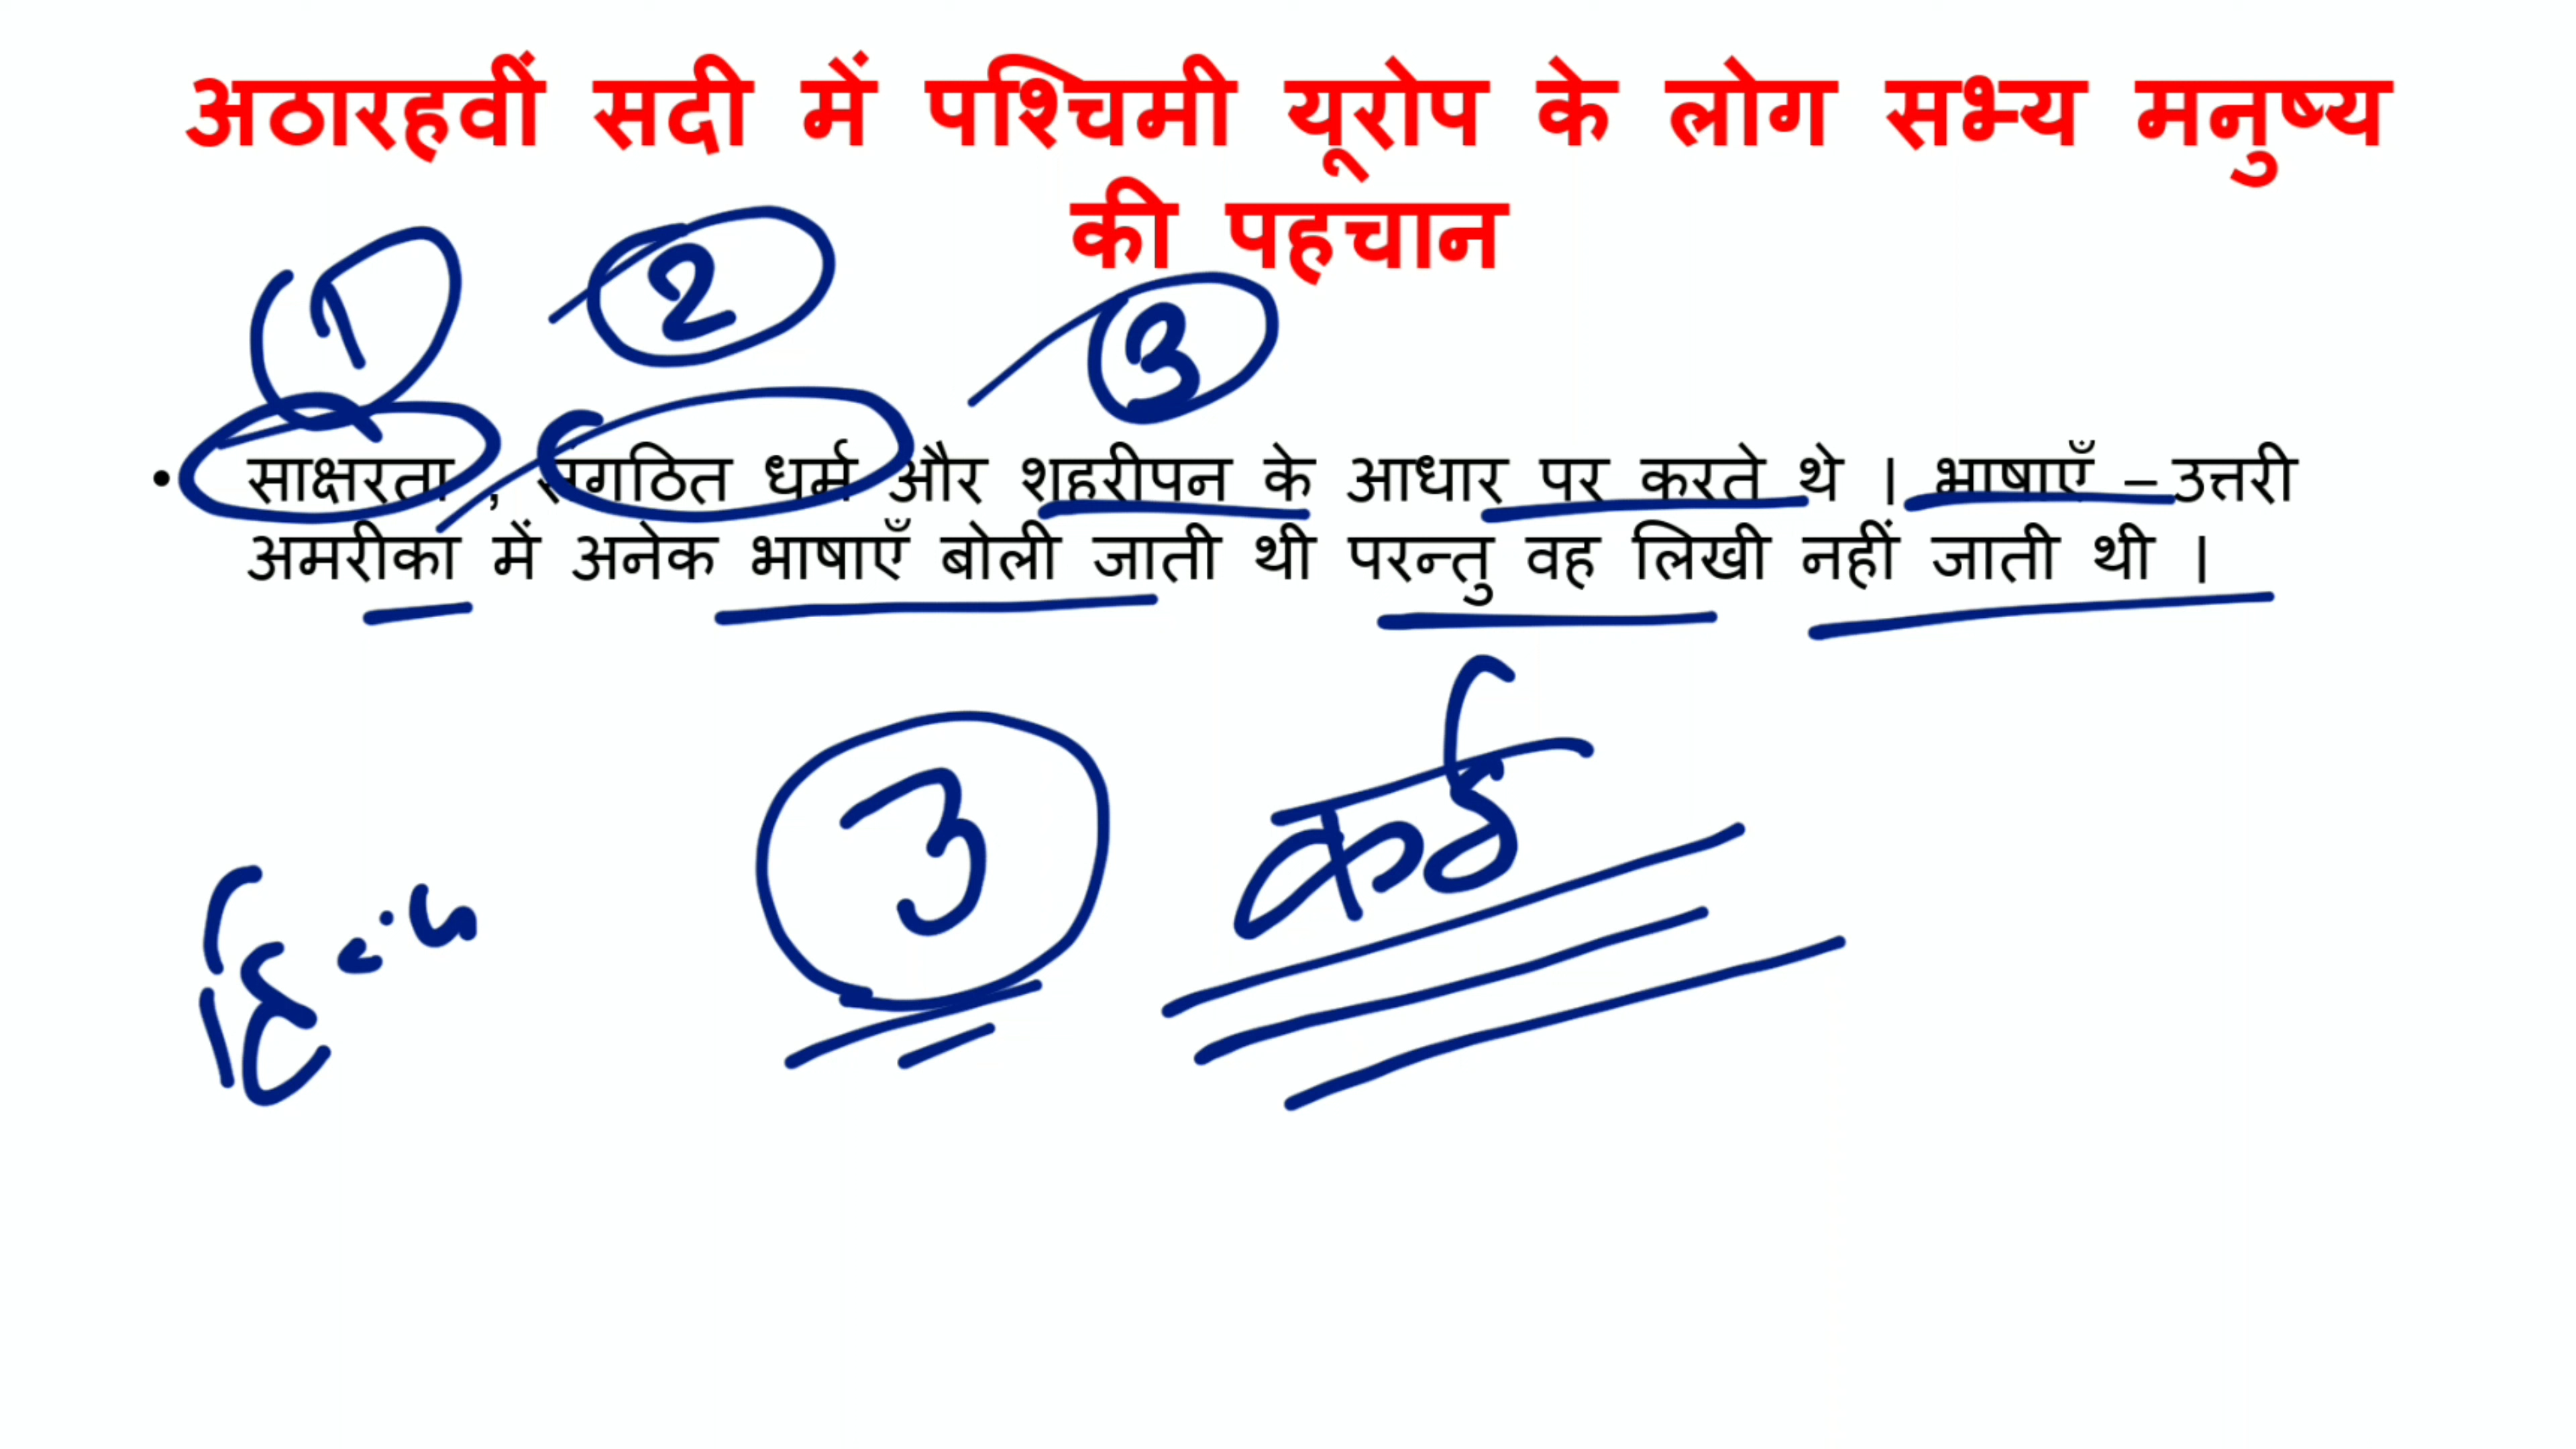 अठारहवीं सदी में पश्चिमी यूरोप के लोग सभ्य मनुष्य
की पहचान
1
2
3
• साक्षरता , संगठित धर्म और शहरीपन के आधार पर करते थे । भाषाएँ – उत्तरी
अमरीका में अनेक भाषाएँ बोली जाती थी परन्तु वह लिखी नहीं जाती थी ।
3
कई